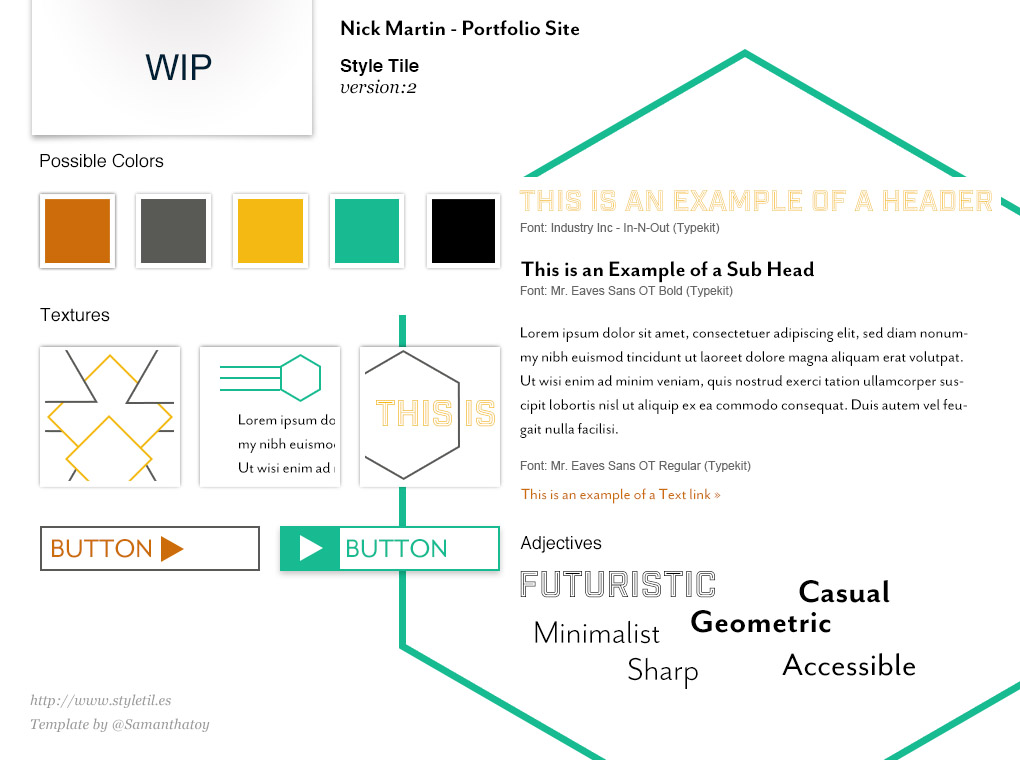 WIP
Nick Martin - Portfolio Site
Style Tile
version:2
Possible Colors
THIS IS AN EXAMPLE OF A HEADER
Font: Industry Inc - In-N-Out (Typekit)
This is an Example of a Sub Head
Font: Mr. Eaves Sans OT Bold (Typekit)
Textures
Lorem ipsum do
my nibh euismo
Ut wisi enim ad
THIS IS
Lorem ipsum dolor sit amet, consectetuer adipiscing elit, sed diam nonum-
my nibh euismod tincidunt ut laoreet dolore magna aliquam erat volutpat.
Ut wisi enim ad minim veniam, quis nostrud exerci tation ullamcorper sus-
cipit lobortis nisl ut aliquip ex ea commodo consequat. Duis autem vel feu-
gait nulla facilisi.
Font: Mr. Eaves Sans OT Regular (Typekit)
This is an example of a Text link »
BUTTON
BUTTON
Adjectives
FUTURISTIC
Casual
Geometric
Minimalist
Sharp
Accessible
http://www.styletil.es
Template by @Samanthatoy